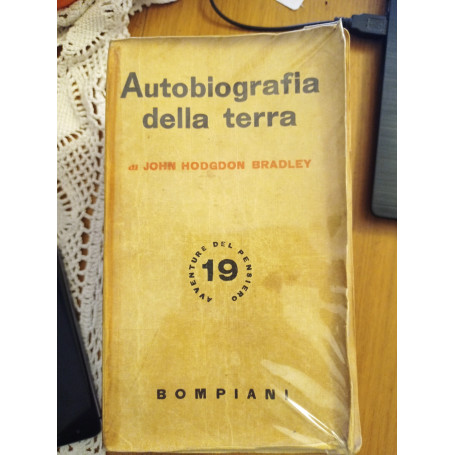 Autobiografia
della terra
di JOHN HODGDON BRADLEY
AVVENTURE DEL PENSIERO
19
BOMPIANI